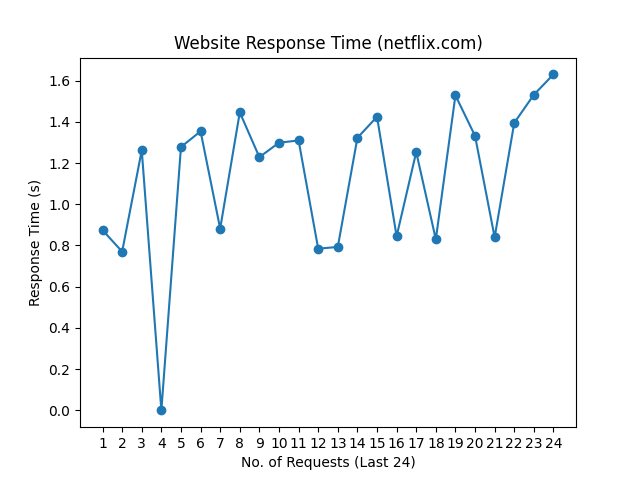 Website Response Time (netflix.com)
Response Time (s)
1.6
1.4
1.2
1.0
0.8
0.6
0.4
0.2
0.0
1 2 3 4 5 6 7 8 9 10 11 12 13 14 15 16 17 18 19 20 21 22 23 24
No. of Requests (Last 24)